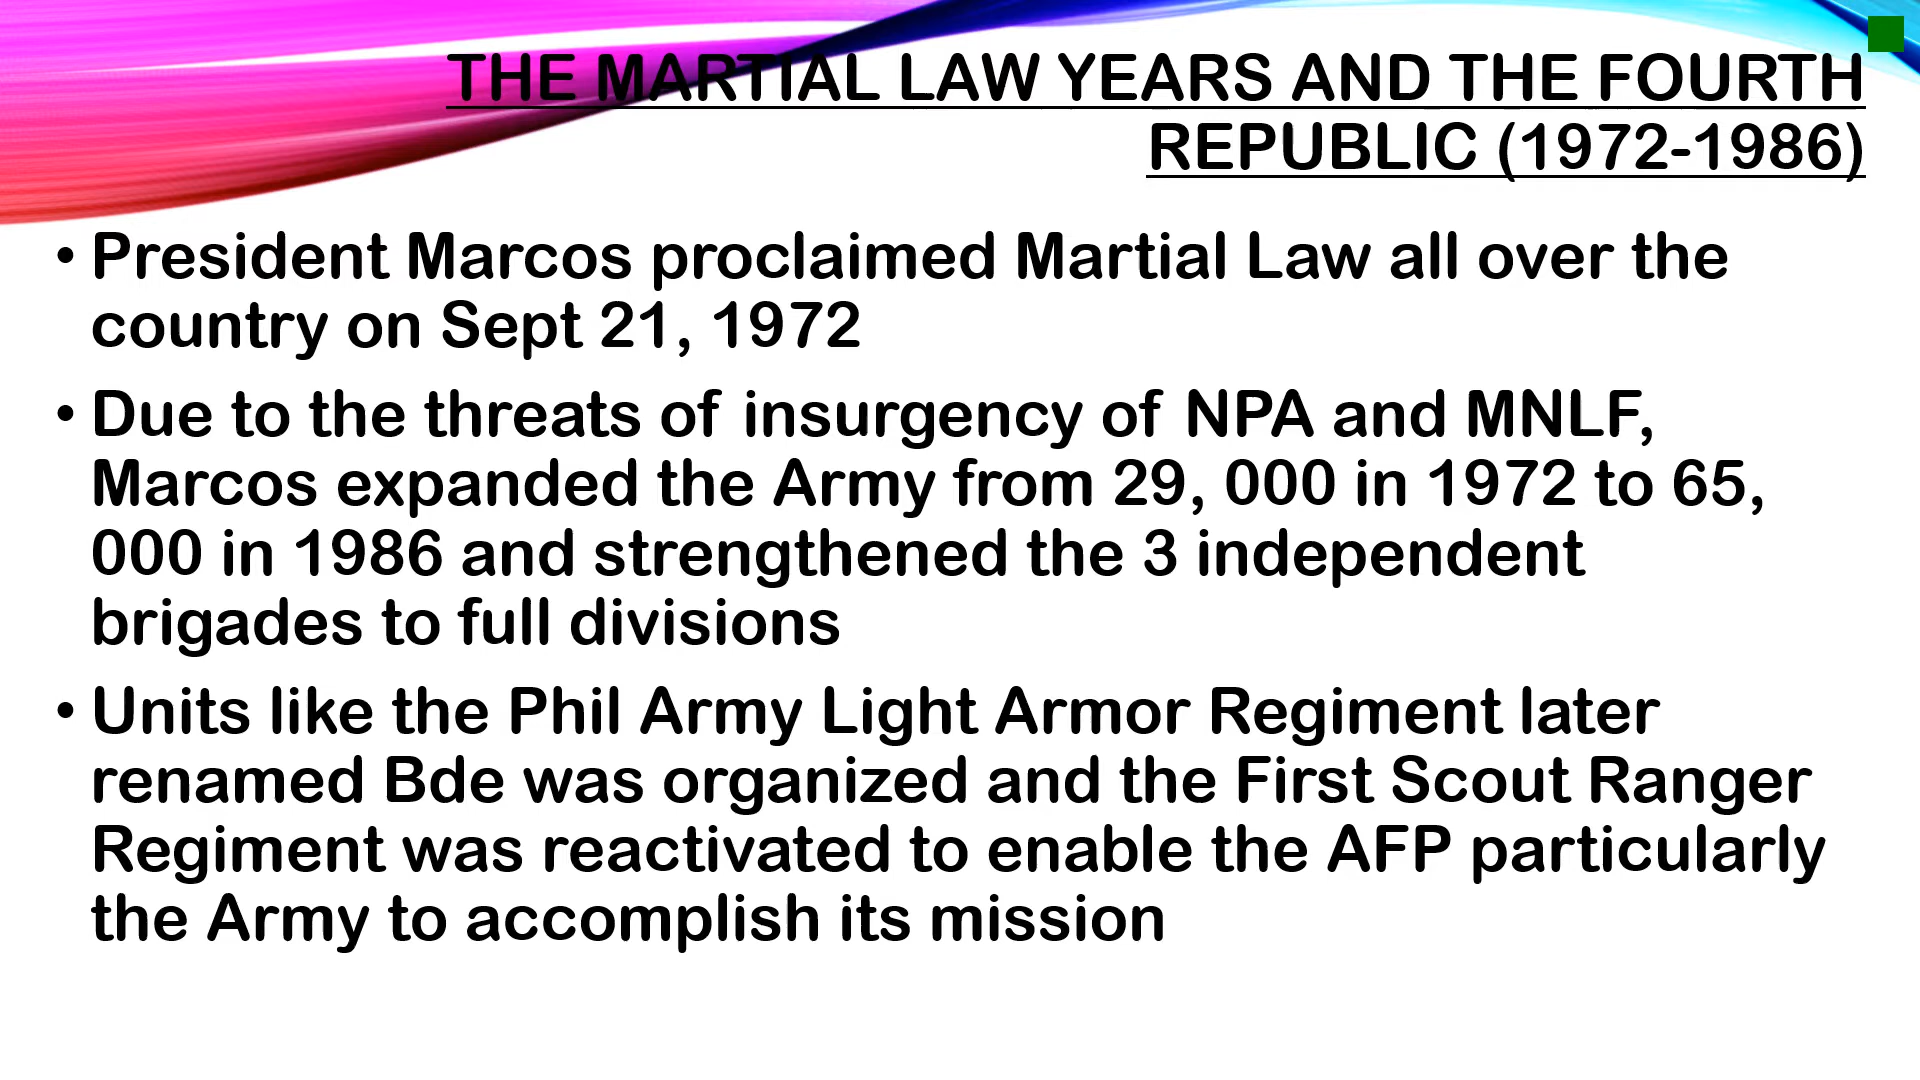 THE MARTIAL LAW YEARS AND THE FOURTH
REPUBLIC (1972-1986)
• President Marcos proclaimed Martial Law all over the
country on Sept 21, 1972
• Due to the threats of insurgency of NPA and MNLF,
Marcos expanded the Army from 29, 000 in 1972 to 65,
000 in 1986 and strengthened the 3 independent
brigades to full divisions
• Units like the Phil Army Light Armor Regiment later
renamed Bde was organized and the First Scout Ranger
Regiment was reactivated to enable the AFP particularly
the Army to accomplish its mission